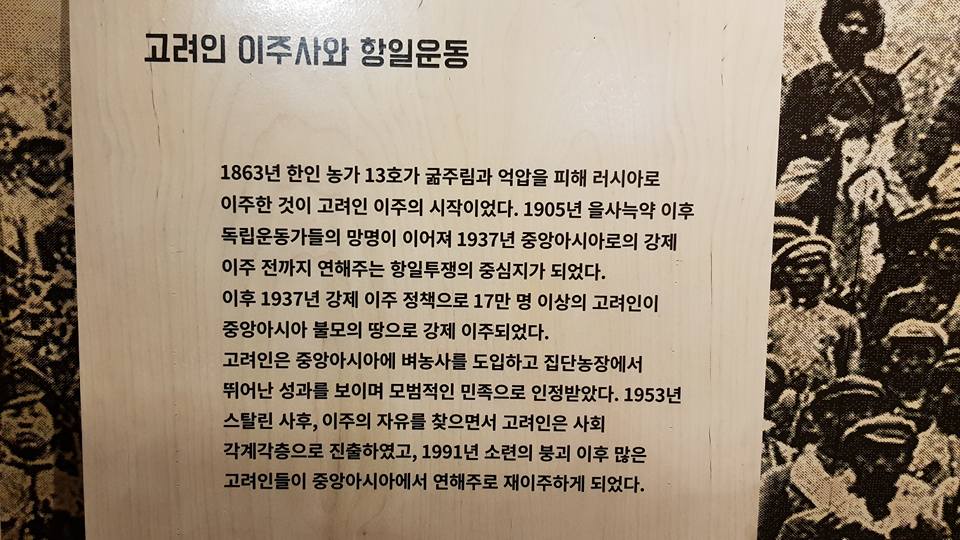 고려인 이주사와 항일운동
1863년 한인 농가 13호가 굶주림과 억압을 피해 러시아로
이주한 것이 고려인 이주의 시작이었다. 1905년 을사늑약 이후
독립운동가들의 망명이 이어져 1937년 중앙아시아로의 강제
이주 전까지 연해주는 항일투쟁의 중심지가 되었다.
이후 1937년 강제 이주 정책으로 17만 명 이상의 고려인이
중앙아시아 불모의 땅으로 강제 이주되었다.
고려인은 중앙아시아에 벼농사를 도입하고 집단농장에서
뛰어난 성과를 보이며 모범적인 민족으로 인정받았다. 1953년
스탈린 사후, 이주의 자유를 찾으면서 고려인은 사회
각계각층으로 진출하였고, 1991년 소련의 붕괴 이후 많은
고려인들이 중앙아시아에서 연해주로 재이주하게 되었다.